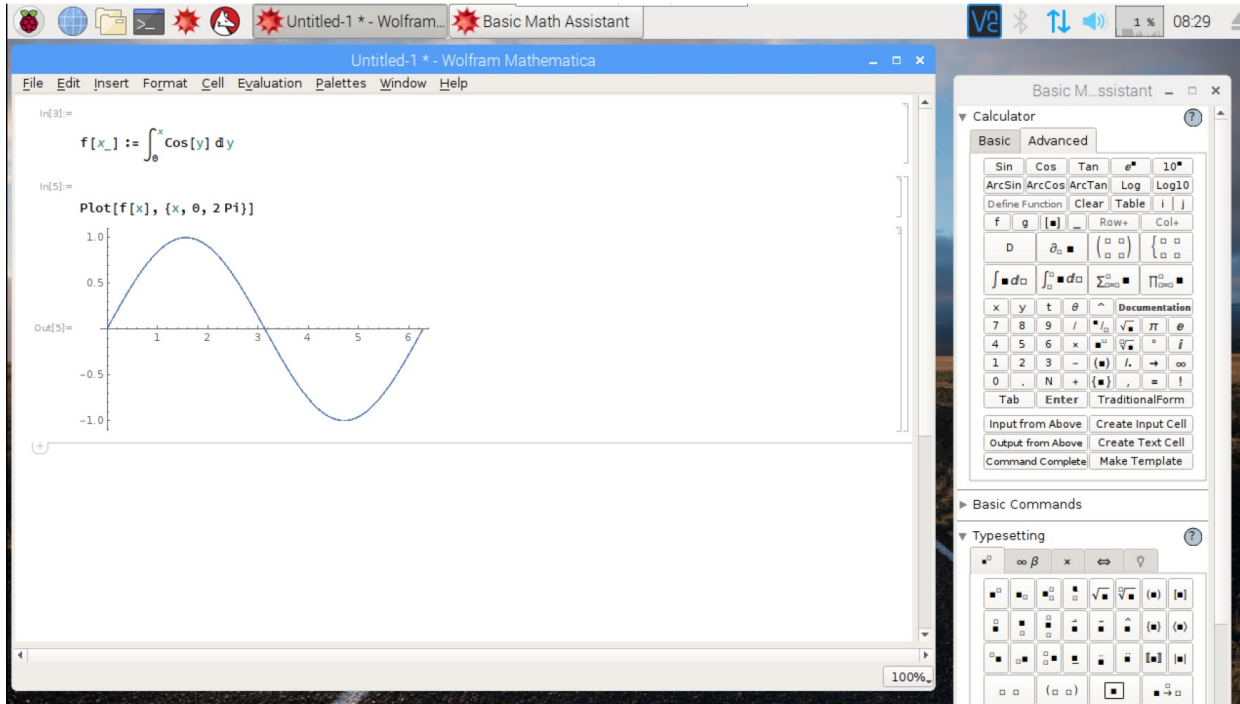 Untitled-1 * - Wolfram... Basic Math Assistant 1 % 08:29
Untitled-1 * - Wolfram Mathematica
File Edit Insert Format Cell Evaluation Palettes Window Help
In[3]:=
f[x_] := ∫₀ˣ Cos[y] ⅆy
In[5]:=
Plot[f[x], {x, 0, 2 Pi}]
1.0
0.5
Out[5]=
1 2 3 4 5 6
-0.5
-1.0
100%
Basic M...ssistant
Calculator ?
Basic Advanced
Sin Cos Tan ℯ■ 10■
ArcSin ArcCos ArcTan Log Log10
Define Function Clear Table i j
f g [■] _ Row+ Col+
D ∂□ ■ (□ □ □ □) {□ □ □ □
∫■ⅆ□ ∫□□■ⅆ□ Σ□□=□■ Π□□=□■
x y t θ ^ Documentation
7 8 9 / ■/□ √■ π ℯ
4 5 6 × ■□ □√■ ° ⅈ
1 2 3 − (■) /. → ∞
0 . N + {■} , = !
Tab Enter TraditionalForm
Input from Above Create Input Cell
Output from Above Create Text Cell
Command Complete Make Template
Basic Commands
Typesetting ?
∞ β × ⇔